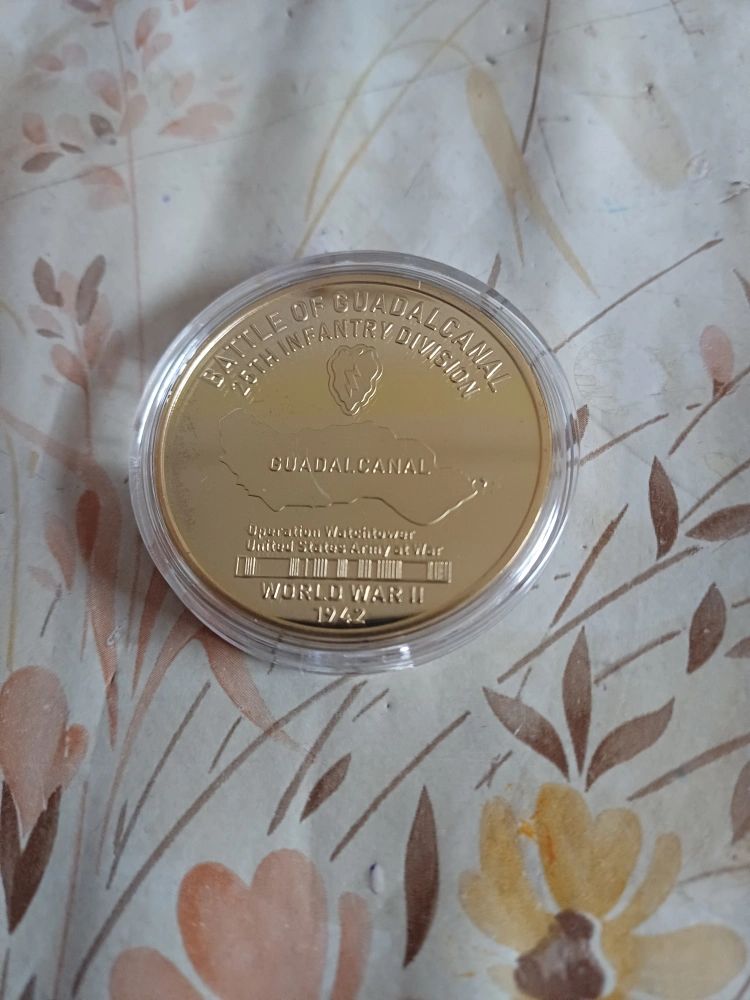 BATTLE OF GUADALCANAL
25TH INFANTRY DIVISION
GUADALCANAL
Operation Watchtower
United States Army at War
WORLD WAR II
1942